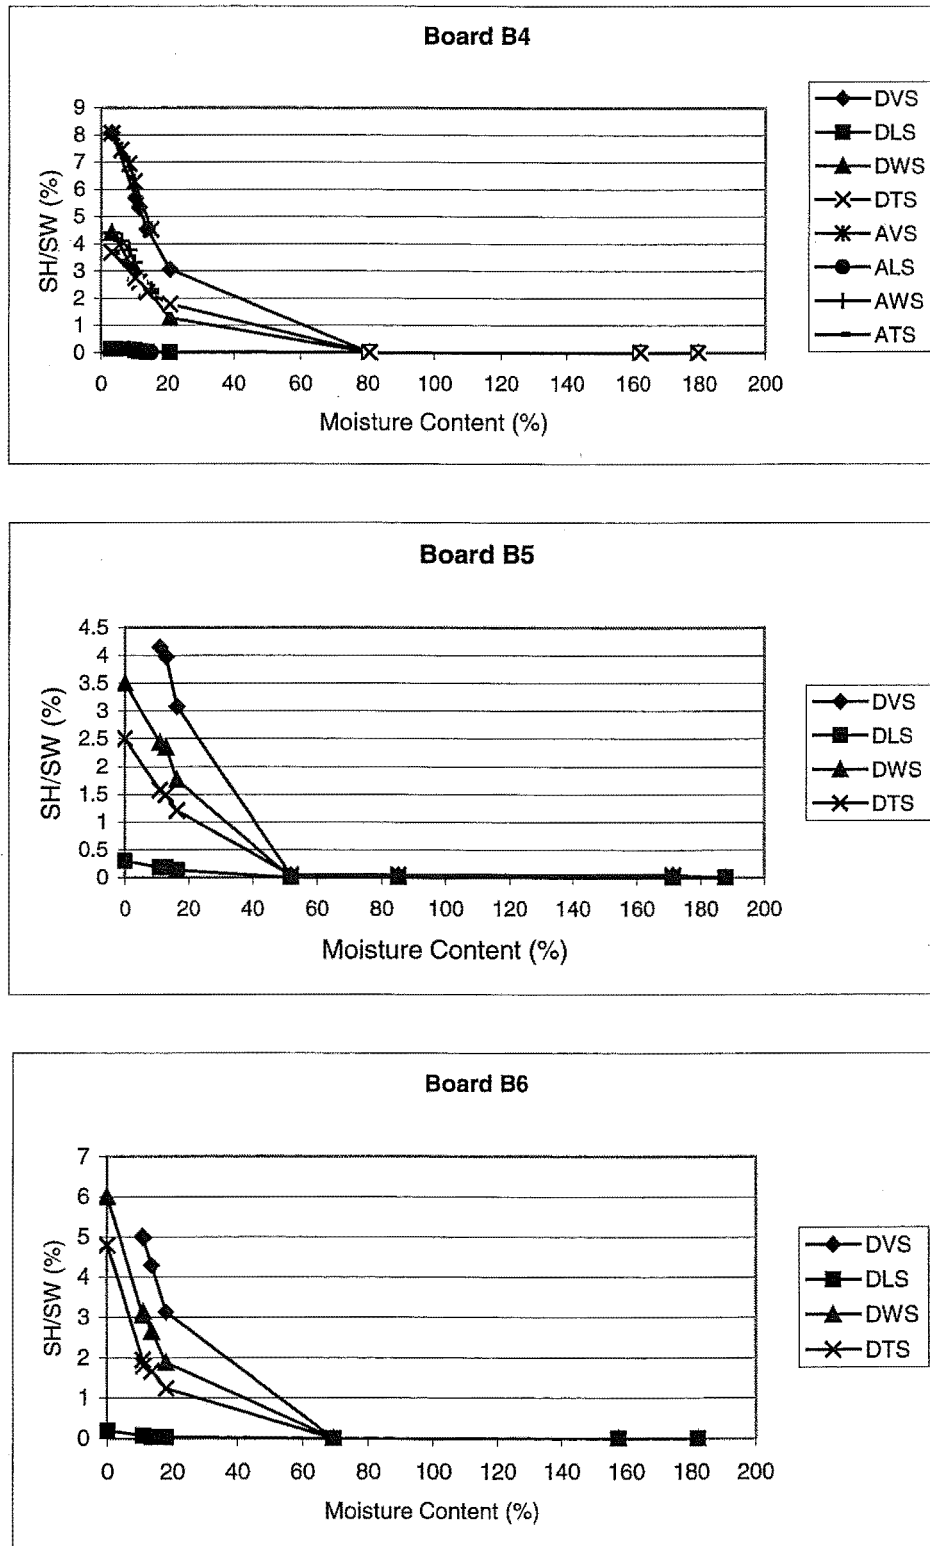 Board B4
SH/SW (%)
9
8
7
6
5
4
3
2
1
0
0 20 40 60 80 100 120 140 160 180 200
Moisture Content (%)
DVS
DLS
DWS
DTS
AVS
ALS
AWS
ATS
Board B5
SH/SW (%)
4.5
4
3.5
3
2.5
2
1.5
1
0.5
0
0 20 40 60 80 100 120 140 160 180 200
Moisture Content (%)
DVS
DLS
DWS
DTS
Board B6
SH/SW (%)
7
6
5
4
3
2
1
0
0 20 40 60 80 100 120 140 160 180 200
Moisture Content (%)
DVS
DLS
DWS
DTS